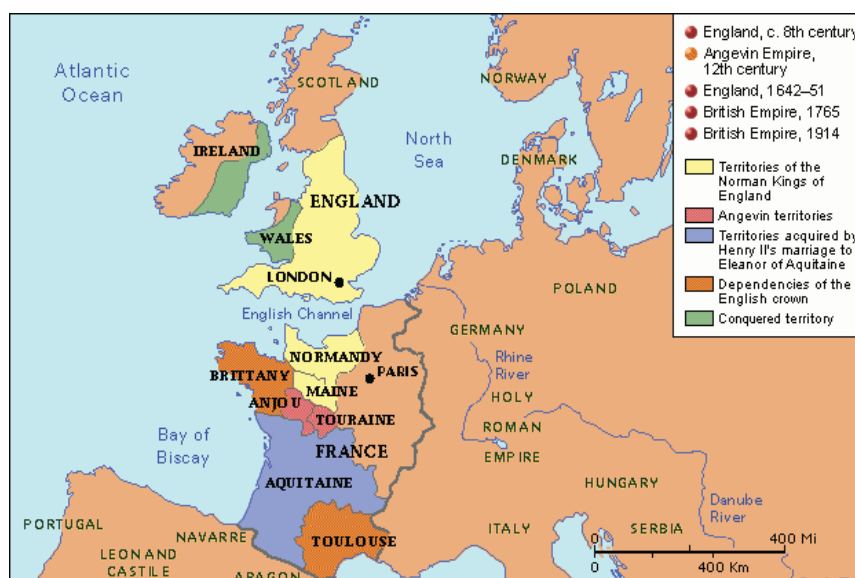 Atlantic
Ocean
SCOTLAND
NORWAY
North
Sea
IRELAND
DENMARK
ENGLAND
WALES
LONDON
POLAND
English Channel
GERMANY
NORMANDY
Rhine
River
BRITTANY
PARIS
MAINE
HOLY
ANJOU
TOURAINE
ROMAN
Bay of
Biscay
FRANCE
EMPIRE
AQUITAINE
HUNGARY
Danube
River
PORTUGAL
NAVARRE
TOULOUSE
ITALY
SERBIA
LEON AND
CASTILE
ARAGON
0 400 Mi
0 400 Km
England, c. 8th century
Angevin Empire,
12th century
England, 1642–51
British Empire, 1765
British Empire, 1914
Territories of the
Norman Kings of
England
Angevin territories
Territories acquired by
Henry II's marriage to
Eleanor of Aquitaine
Dependencies of the
English crown
Conquered territory